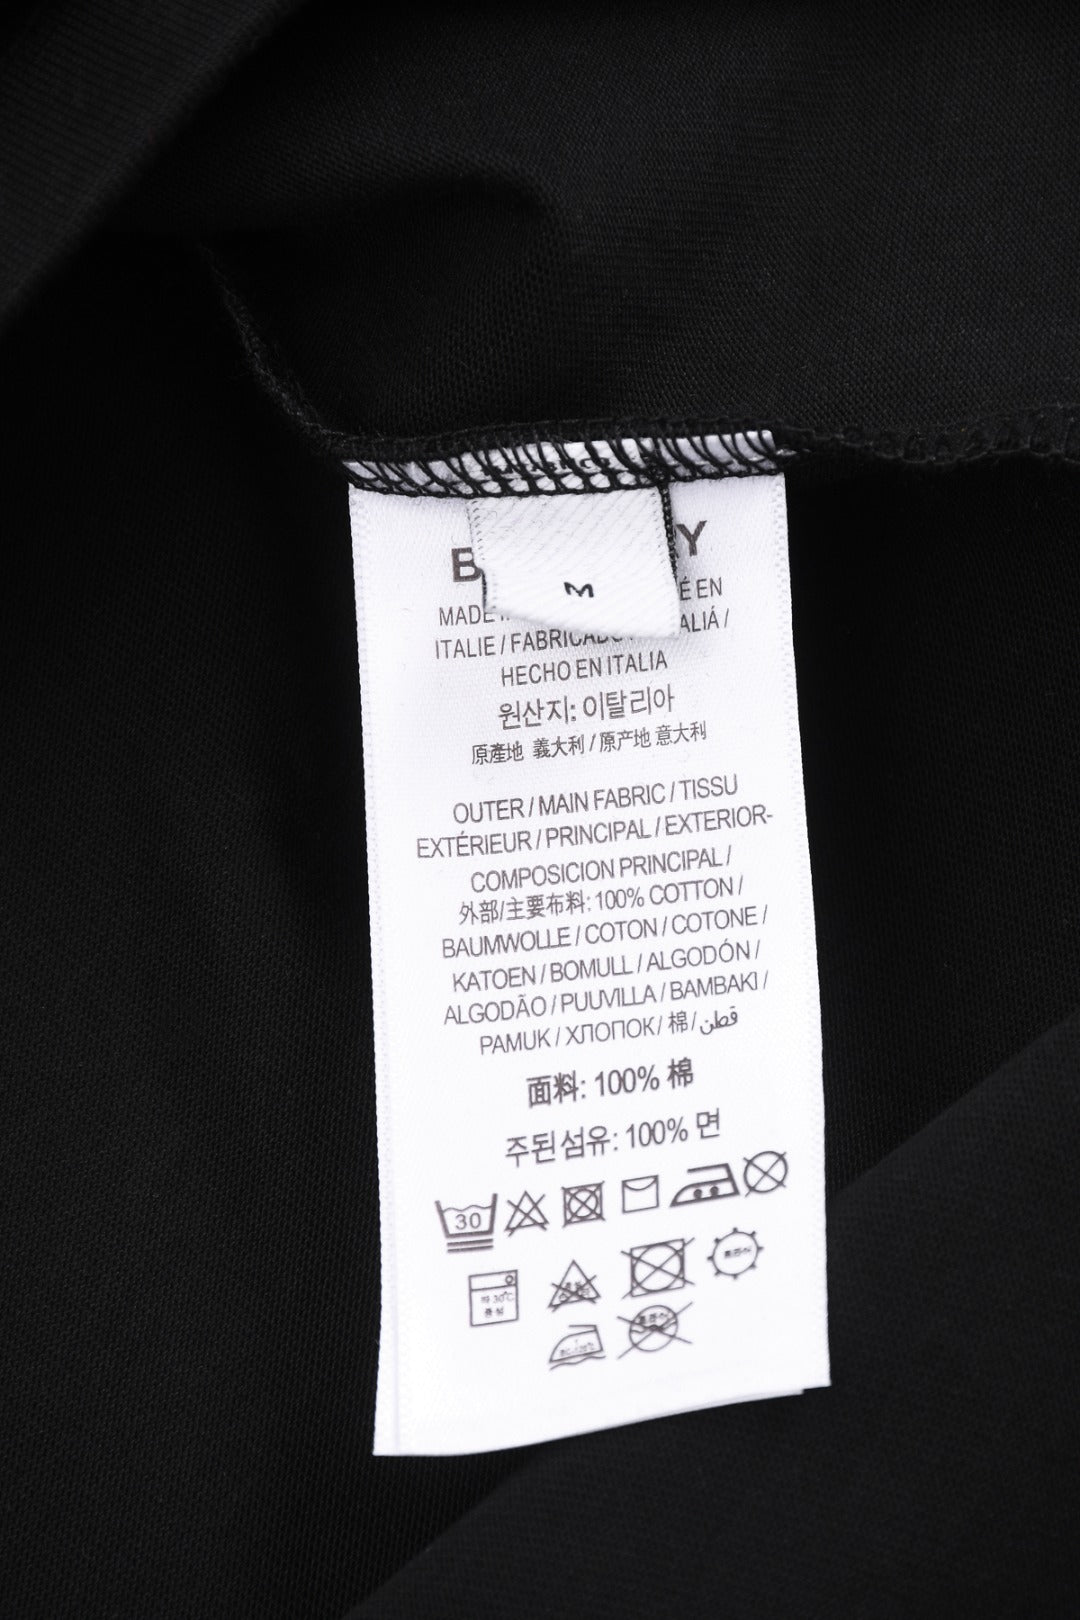 M
B Y
MADE É EN
ITALIE / FABRICADO ALIÁ /
HECHO EN ITALIA
원산지: 이탈리아
原產地 義大利 / 原产地 意大利
OUTER / MAIN FABRIC / TISSU
EXTÉRIEUR / PRINCIPAL / EXTERIOR-
COMPOSICION PRINCIPAL /
外部/主要布料: 100% COTTON /
BAUMWOLLE / COTON / COTONE /
KATOEN / BOMULL / ALGODÓN /
ALGODÃO / PUUVILLA / BAMBAKI /
PAMUK / ХЛОПОК / 棉 / قطن
面料: 100% 棉
주된 섬유: 100% 면
30
30℃
중성